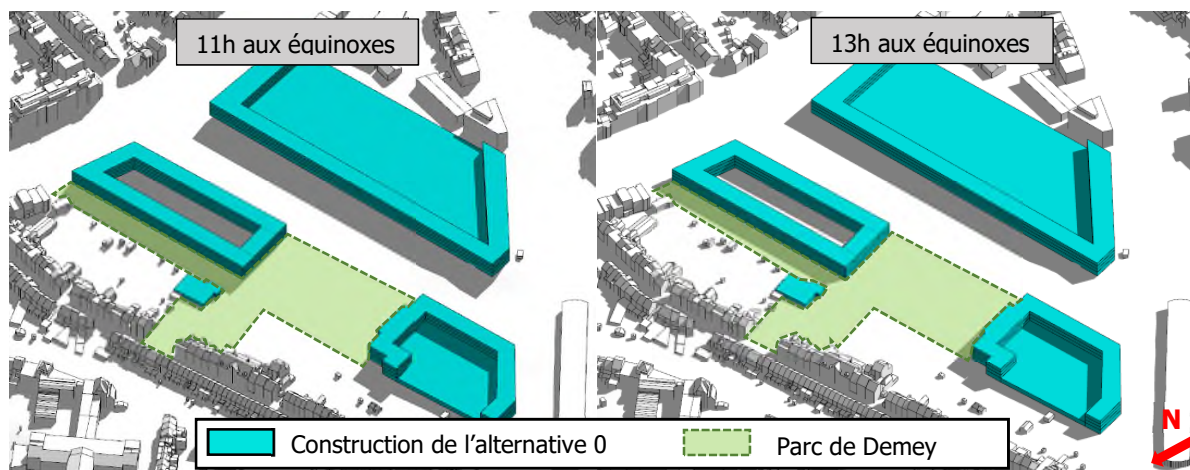 11h aux équinoxes
13h aux équinoxes
N
Construction de l'alternative 0
Parc de Demey